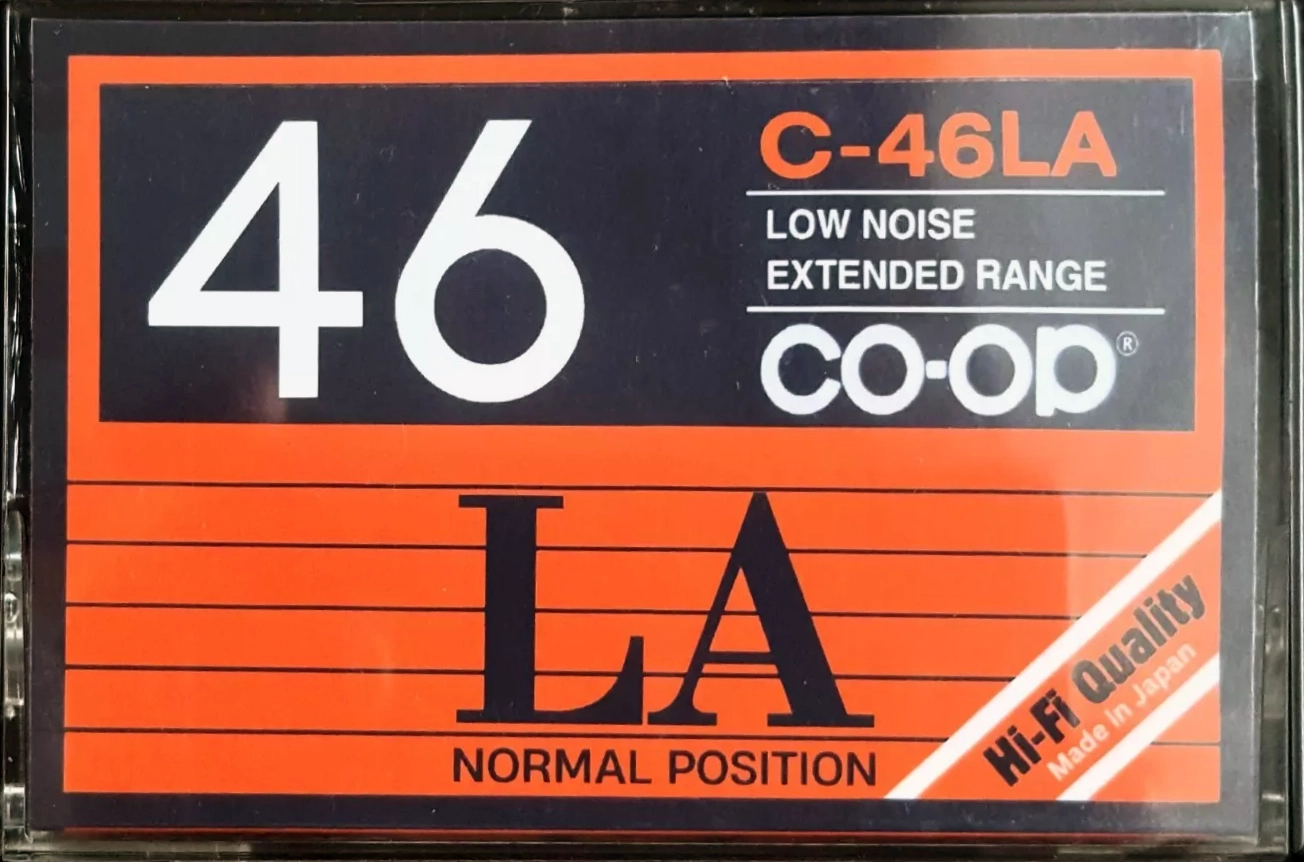 46
C-46LA
LOW NOISE
EXTENDED RANGE
CO-OP®
LA
NORMAL POSITION
Hi-Fi Quality
Made in Japan